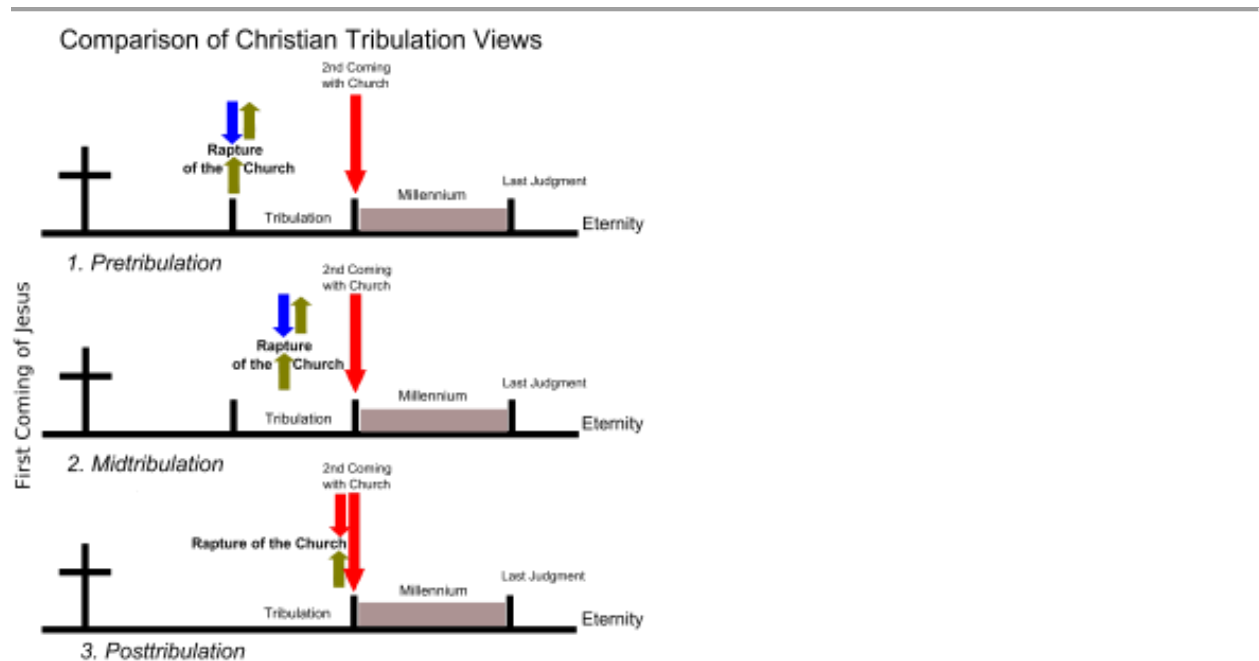 Comparison of Christian Tribulation Views
2nd Coming
with Church
Rapture
of the Church
Last Judgment
Millennium
Tribulation
Eternity
1. Pretribulation
First Coming of Jesus
2nd Coming
with Church
Rapture
of the Church
Last Judgment
Millennium
Tribulation
Eternity
2. Midtribulation
2nd Coming
with Church
Rapture of the Church
Last Judgment
Millennium
Tribulation
Eternity
3. Posttribulation